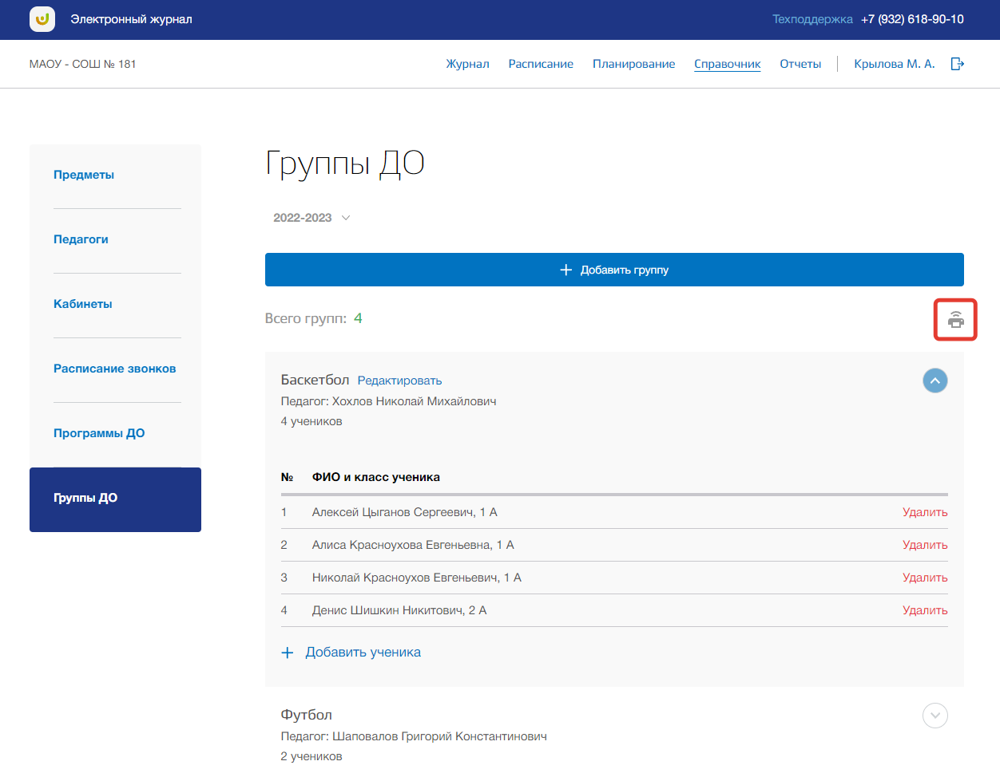 Электронный журнал
Техподдержка +7 (932) 618-90-10
МАОУ - СОШ № 181
Журнал Расписание Планирование Справочник Отчеты Крылова М. А.
Предметы
Педагоги
Кабинеты
Расписание звонков
Программы ДО
Группы ДО
Группы ДО
2022-2023
Добавить группу
Всего групп: 4
Баскетбол Редактировать
Педагог: Хохлов Николай Михайлович
4 учеников
№ ФИО и класс ученика
1 Алексей Цыганов Сергеевич, 1 А Удалить
2 Алиса Красноухова Евгеньевна, 1 А Удалить
3 Николай Красноухов Евгеньевич, 1 А Удалить
4 Денис Шишкин Никитович, 2 А Удалить
Добавить ученика
Футбол
Педагог: Шаповалов Григорий Константинович
2 учеников